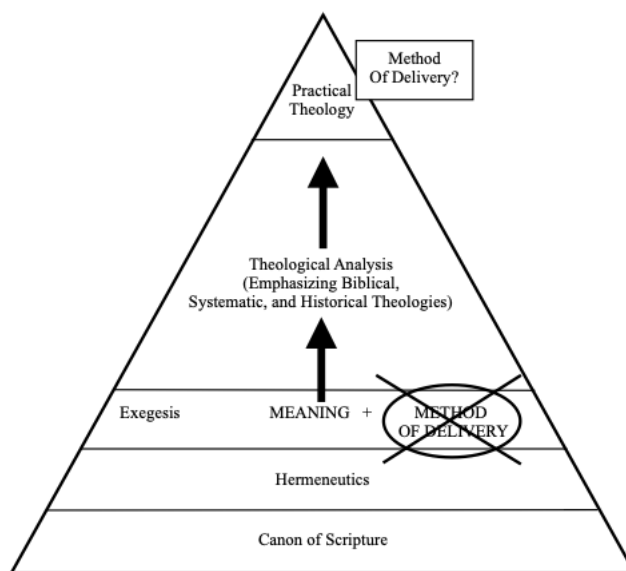 Method
Of Delivery?
Practical
Theology
Theological Analysis
(Emphasizing Biblical,
Systematic, and Historical Theologies)
Exegesis MEANING + METHOD
OF DELIVERY
Hermeneutics
Canon of Scripture